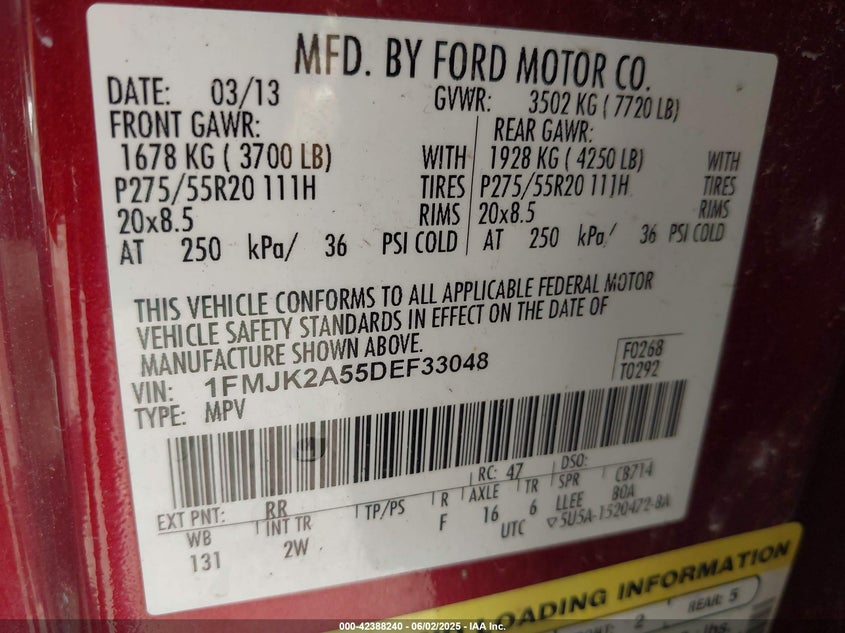 MFD. BY FORD MOTOR CO.
DATE: 03/13 GVWR: 3502 KG ( 7720 LB)
FRONT GAWR: REAR GAWR:
1678 KG ( 3700 LB) WITH 1928 KG ( 4250 LB) WITH
P275/55R20 111H TIRES P275/55R20 111H TIRES
20x8.5 RIMS 20x8.5 RIMS
AT 250 kPa/ 36 PSI COLD AT 250 kPa/ 36 PSI COLD
THIS VEHICLE CONFORMS TO ALL APPLICABLE FEDERAL MOTOR
VEHICLE SAFETY STANDARDS IN EFFECT ON THE DATE OF
MANUFACTURE SHOWN ABOVE.
VIN: 1FMJK2A55DEF33048 F0268
TYPE: MPV T0292
RC: 47 DSO:
EXT PNT: RR AXLE TR SPR CB714
WB INT TR TP/PS R 16 6 LLEE BOA
131 2W F UTC 5U5A-1520472-BA
LOADING INFORMATION
2 REAR: 5
lbs.
000-42388240 - 06/02/2025 - IAA Inc.